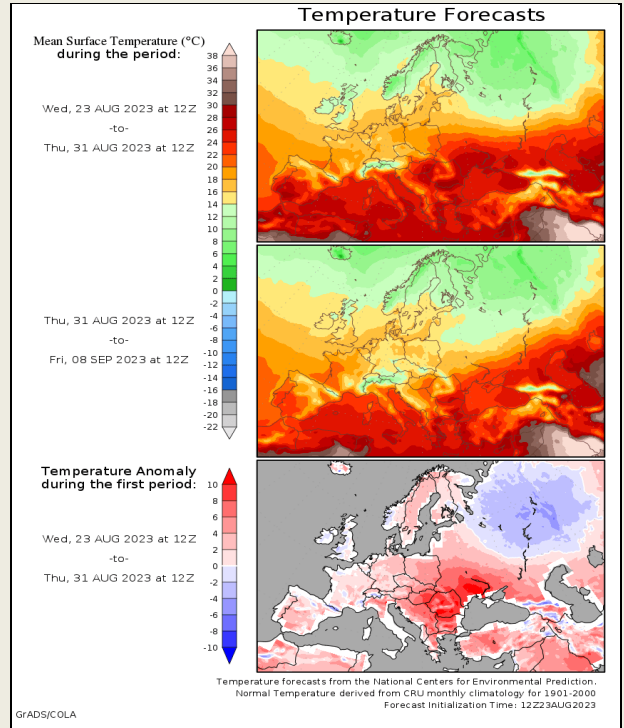 Temperature Forecasts
Mean Surface Temperature (°C)
during the period:
38
36
34
32
30
28
26
24
22
20
18
16
14
12
10
8
6
4
2
0
-2
-4
-6
-8
-10
-12
-14
-16
-18
-20
-22
Wed, 23 AUG 2023 at 12Z
-to-
Thu, 31 AUG 2023 at 12Z
Thu, 31 AUG 2023 at 12Z
-to-
Fri, 08 SEP 2023 at 12Z
Temperature Anomaly
during the first period:
10
8
6
4
2
0
-2
-4
-6
-8
-10
Wed, 23 AUG 2023 at 12Z
-to-
Thu, 31 AUG 2023 at 12Z
Temperature forecasts from the National Centers for Environmental Prediction.
Normal Temperature derived from CRU monthly climatology for 1901-2000
Forecast Initialization Time: 12Z23AUG2023
GrADS/COLA